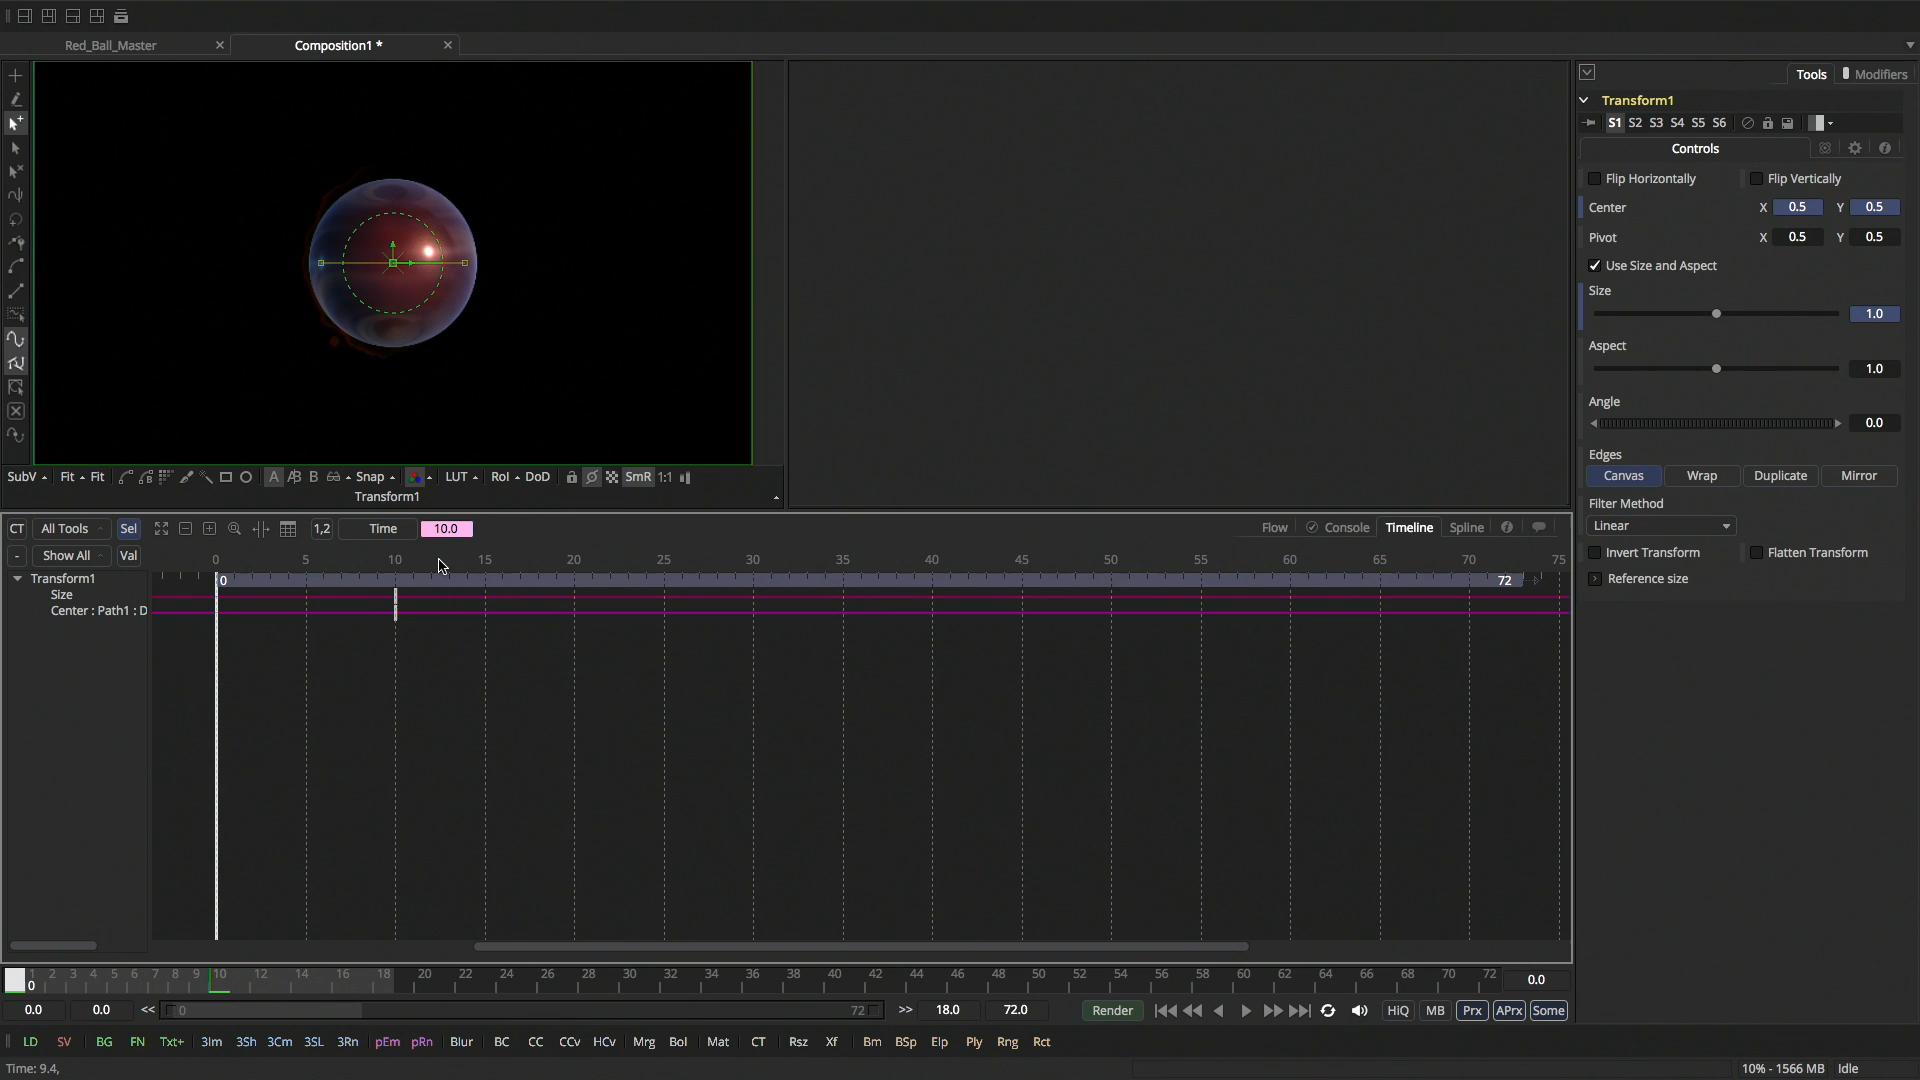 Red_Ball_Master Composition1 *
Tools Modifiers
Transform1
S1 S2 S3 S4 S5 S6
Controls
Flip Horizontally Flip Vertically
Center X 0.5 Y 0.5
Pivot X 0.5 Y 0.5
Use Size and Aspect
Size
1.0
Aspect
1.0
Angle
0.0
Edges
Canvas Wrap Duplicate Mirror
Filter Method
Linear
Invert Transform Flatten Transform
Reference size
SubV Fit Fit A A/B B Snap LUT RoI DoD SmR 1:1
Transform1
CT All Tools Sel 1,2 Time 10.0 Flow Console Timeline Spline
- Show All Val
0 5 10 15 20 25 30 35 40 45 50 55 60 65 70 75
Transform1 0 72
Size
Center : Path1 : D
1 2 3 4 5 6 7 8 9 10 12 14 16 18 20 22 24 26 28 30 32 34 36 38 40 42 44 46 48 50 52 54 56 58 60 62 64 66 68 70 72
0 0.0
0.0 0.0 << 0 72 >> 18.0 72.0 Render HiQ MB Prx APrx Some
LD SV BG FN Txt+ 3Im 3Sh 3Cm 3SL 3Rn pEm pRn Blur BC CC CCv HCv Mrg Bol Mat CT Rsz Xf Bm BSp Elp Ply Rng Rct
Time: 9.4, 10% - 1566 MB Idle